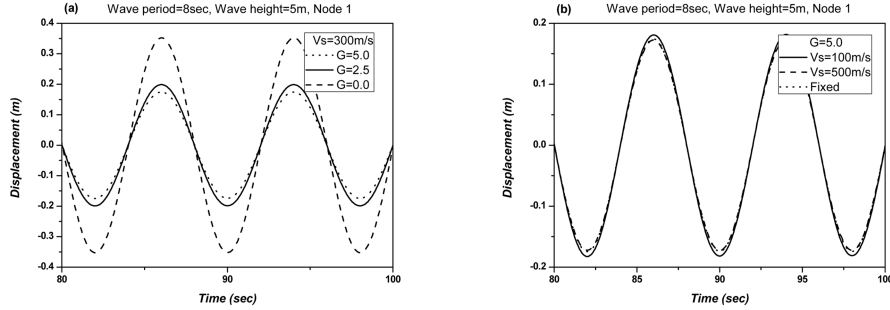 (a)
Wave period=8sec, Wave height=5m, Node 1
Vs=300m/s
G=5.0
G=2.5
G=0.0
Displacement (m)
0.4
0.3
0.2
0.1
0.0
-0.1
-0.2
-0.3
-0.4
80
90
100
Time (sec)
(b)
Wave period=8sec, Wave height=5m, Node 1
G=5.0
Vs=100m/s
Vs=500m/s
Fixed
Displacement (m)
0.2
0.1
0.0
-0.1
-0.2
80
85
90
95
100
Time (sec)